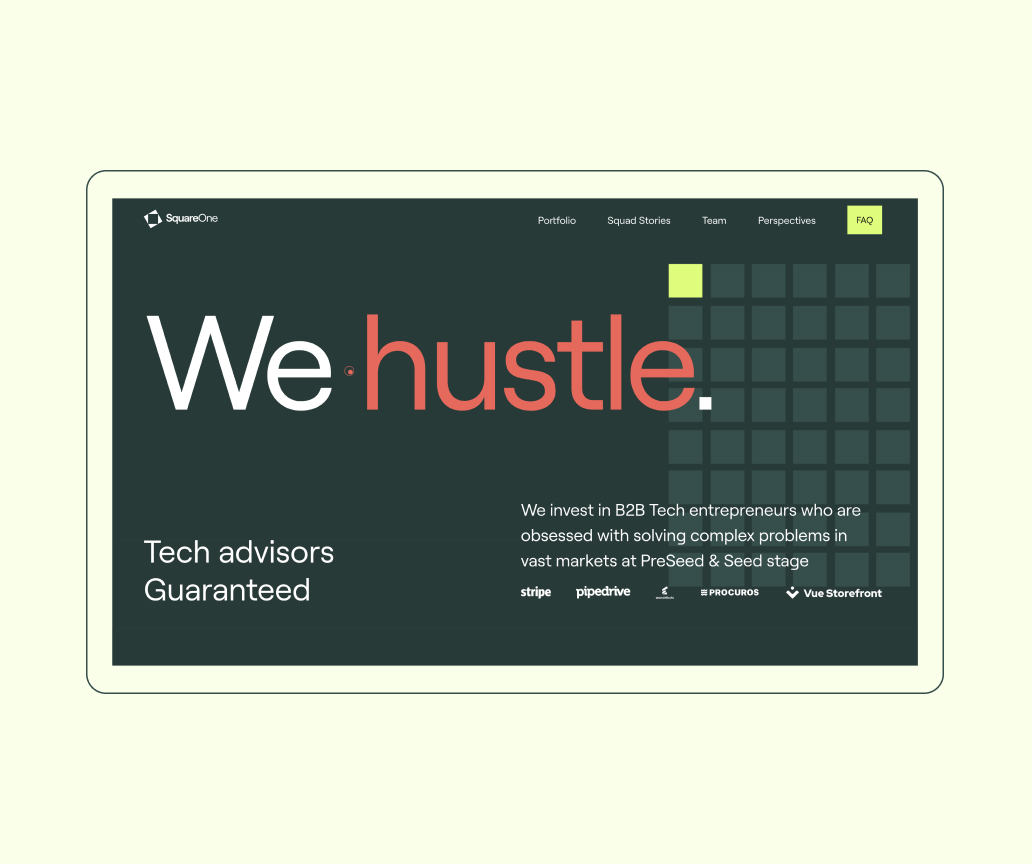 SquareOne
Portfolio Squad Stories Team Perspectives FAQ
We hustle.
We invest in B2B Tech entrepreneurs who are
obsessed with solving complex problems in
vast markets at PreSeed & Seed stage
Tech advisors
Guaranteed
stripe pipedrive PROCUROS Vue Storefront